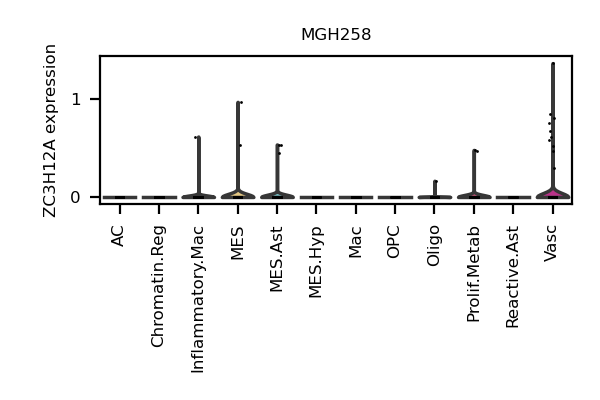 MGH258
ZC3H12A expression
1
0
AC
Chromatin.Reg
Inflammatory.Mac
MES
MES.Ast
MES.Hyp
Mac
OPC
Oligo
Prolif.Metab
Reactive.Ast
Vasc